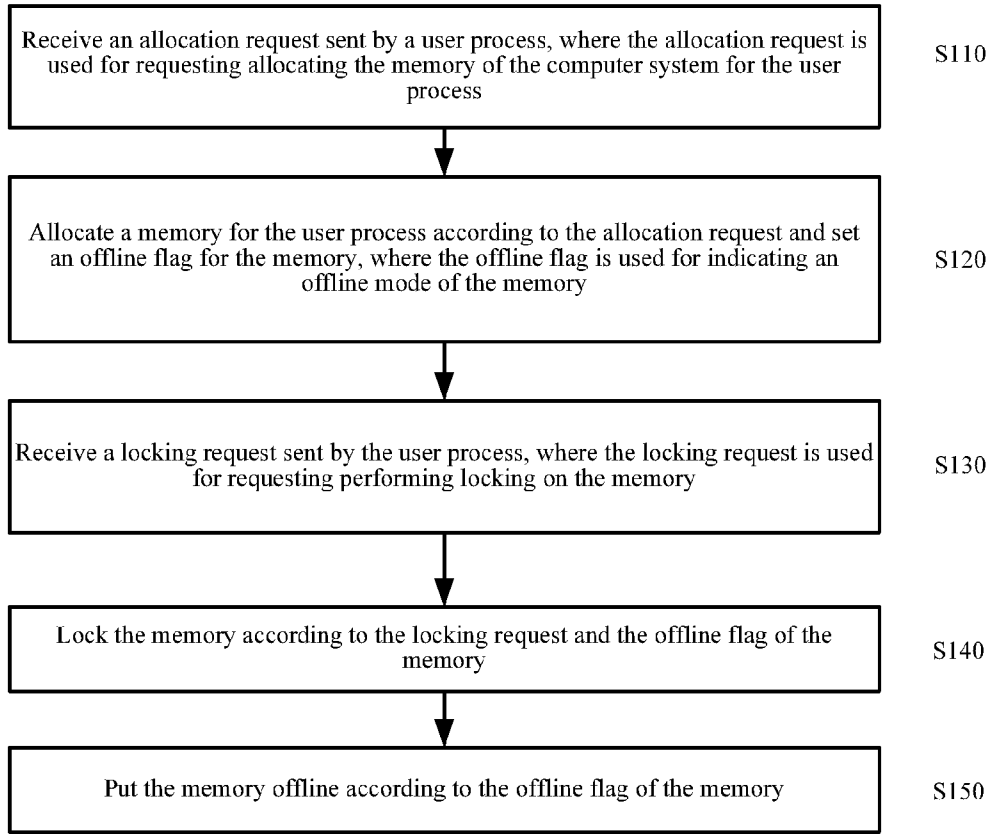 Receive an allocation request sent by a user process, where the allocation request is
used for requesting allocating the memory of the computer system for the user
process
S110
Allocate a memory for the user process according to the allocation request and set
an offline flag for the memory, where the offline flag is used for indicating an
offline mode of the memory
S120
Receive a locking request sent by the user process, where the locking request is used
for requesting performing locking on the memory
S130
Lock the memory according to the locking request and the offline flag of the
memory
S140
Put the memory offline according to the offline flag of the memory
S150